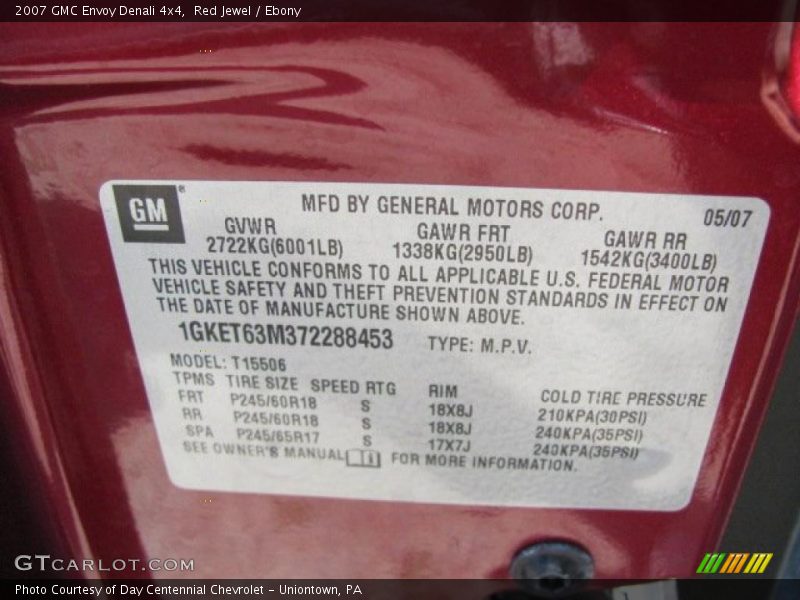 2007 GMC Envoy Denali 4x4, Red Jewel / Ebony
GM®
MFD BY GENERAL MOTORS CORP. 05/07
GVWR GAWR FRT GAWR RR
2722KG(6001LB) 1338KG(2950LB) 1542KG(3400LB)
THIS VEHICLE CONFORMS TO ALL APPLICABLE U.S. FEDERAL MOTOR
VEHICLE SAFETY AND THEFT PREVENTION STANDARDS IN EFFECT ON
THE DATE OF MANUFACTURE SHOWN ABOVE.
1GKET63M372288453 TYPE: M.P.V.
MODEL: T15506
TPMS TIRE SIZE SPEED RTG RIM COLD TIRE PRESSURE
FRT P245/60R18 S 18X8J 210KPA(30PSI)
RR P245/60R18 S 18X8J 240KPA(35PSI)
SPA P245/65R17 S 17X7J 240KPA(35PSI)
SEE OWNER'S MANUAL FOR MORE INFORMATION.
GTCARLOT.COM
Photo Courtesy of Day Centennial Chevrolet - Uniontown, PA